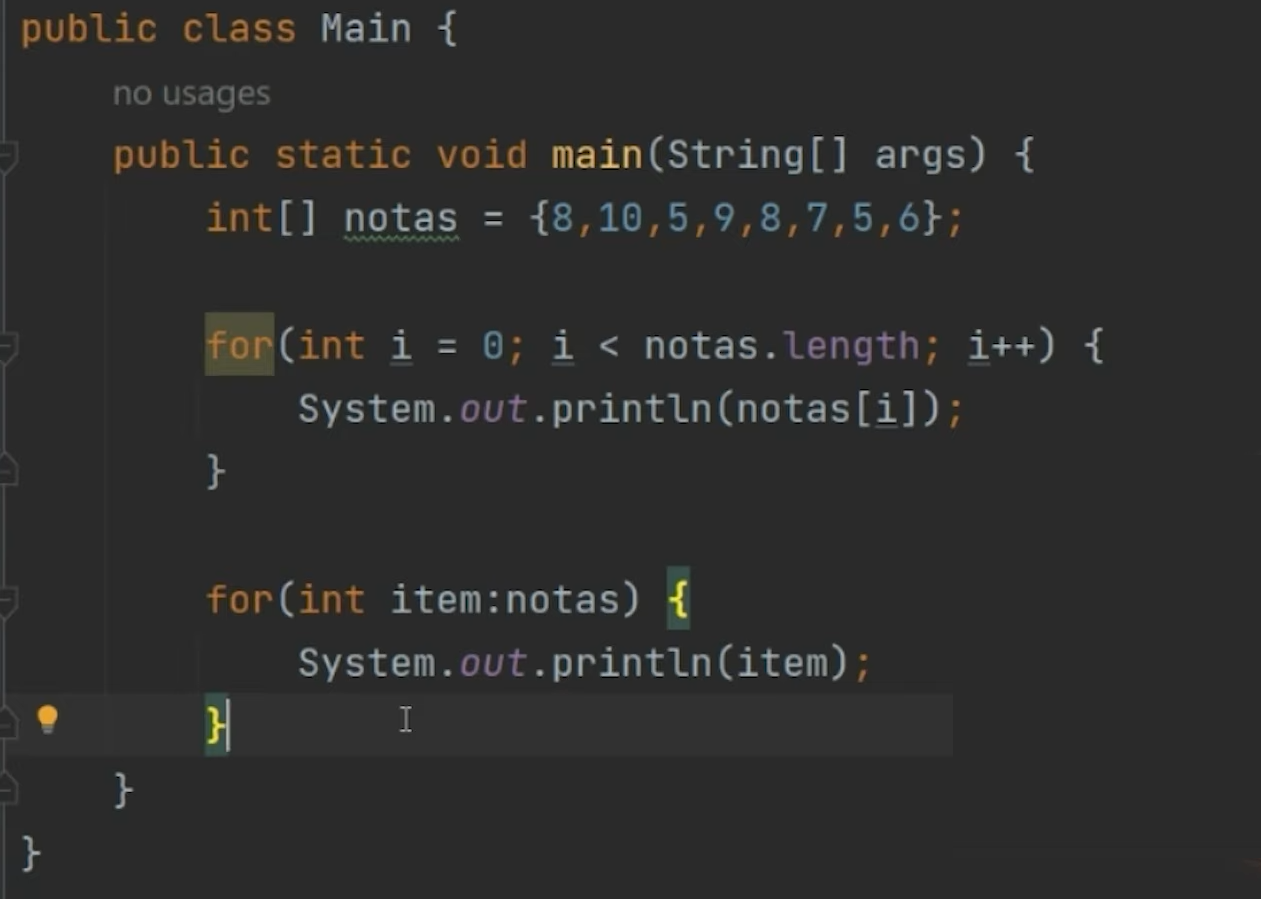 public class Main {
no usages
public static void main(String[] args) {
int[] notas = {8,10,5,9,8,7,5,6};
for(int i = 0; i < notas.length; i++) {
System.out.println(notas[i]);
}
for(int item:notas) {
System.out.println(item);
}
}
}